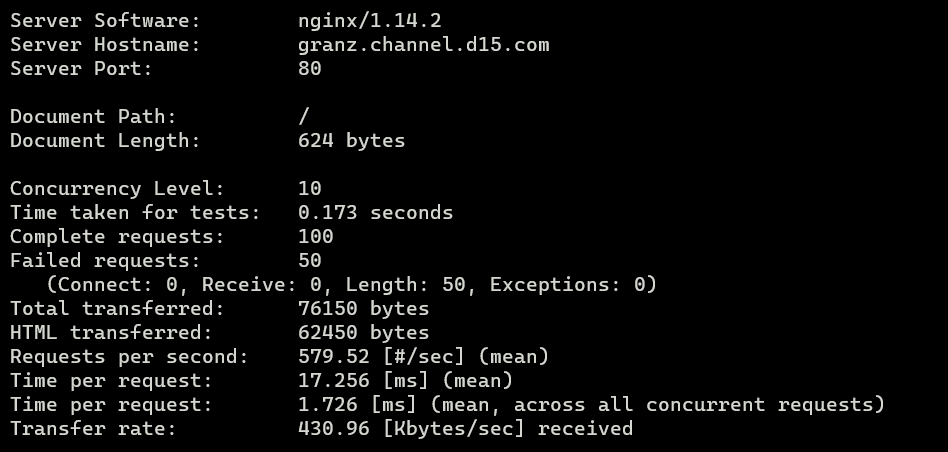 Server Software:        nginx/1.14.2
Server Hostname:        granz.channel.d15.com
Server Port:            80
Document Path:          /
Document Length:        624 bytes
Concurrency Level:      10
Time taken for tests:   0.173 seconds
Complete requests:      100
Failed requests:        50
   (Connect: 0, Receive: 0, Length: 50, Exceptions: 0)
Total transferred:      76150 bytes
HTML transferred:       62450 bytes
Requests per second:    579.52 [#/sec] (mean)
Time per request:       17.256 [ms] (mean)
Time per request:       1.726 [ms] (mean, across all concurrent requests)
Transfer rate:          430.96 [Kbytes/sec] received